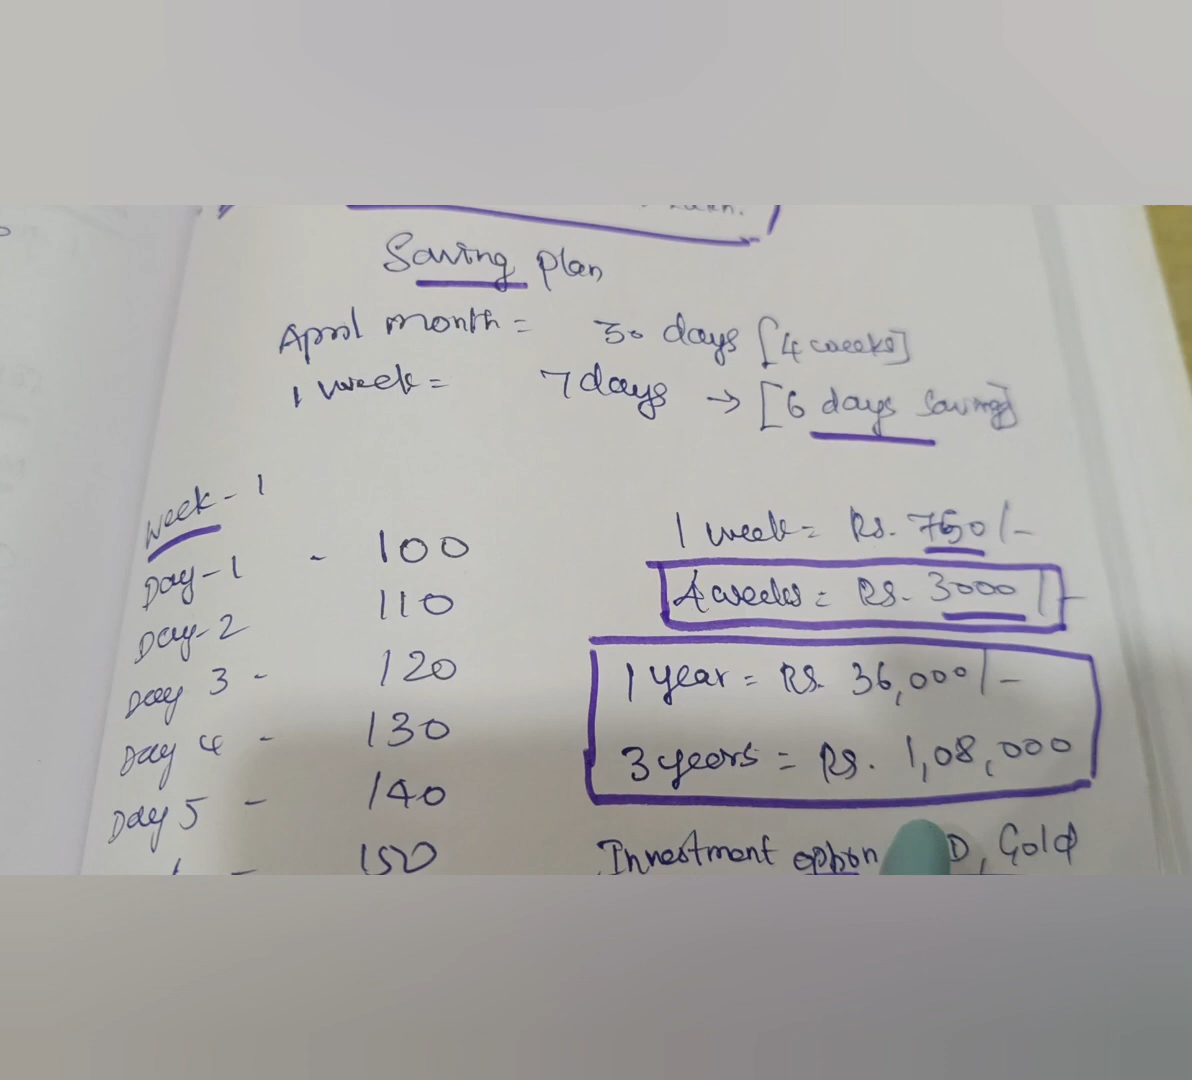 Saving plan
April month = 30 days [4 weeks]
1 week = 7 days → [6 days saving]
Week - 1
Day - 1 - 100
Day - 2 110
Day 3 - 120
Day 4 - 130
Day 5 - 140
- 150
1 week = Rs. 750/-
4 weeks = Rs. 3000/-
1 year = Rs. 36,000/-
3 years = Rs. 1,08,000
Investment option D, Gold